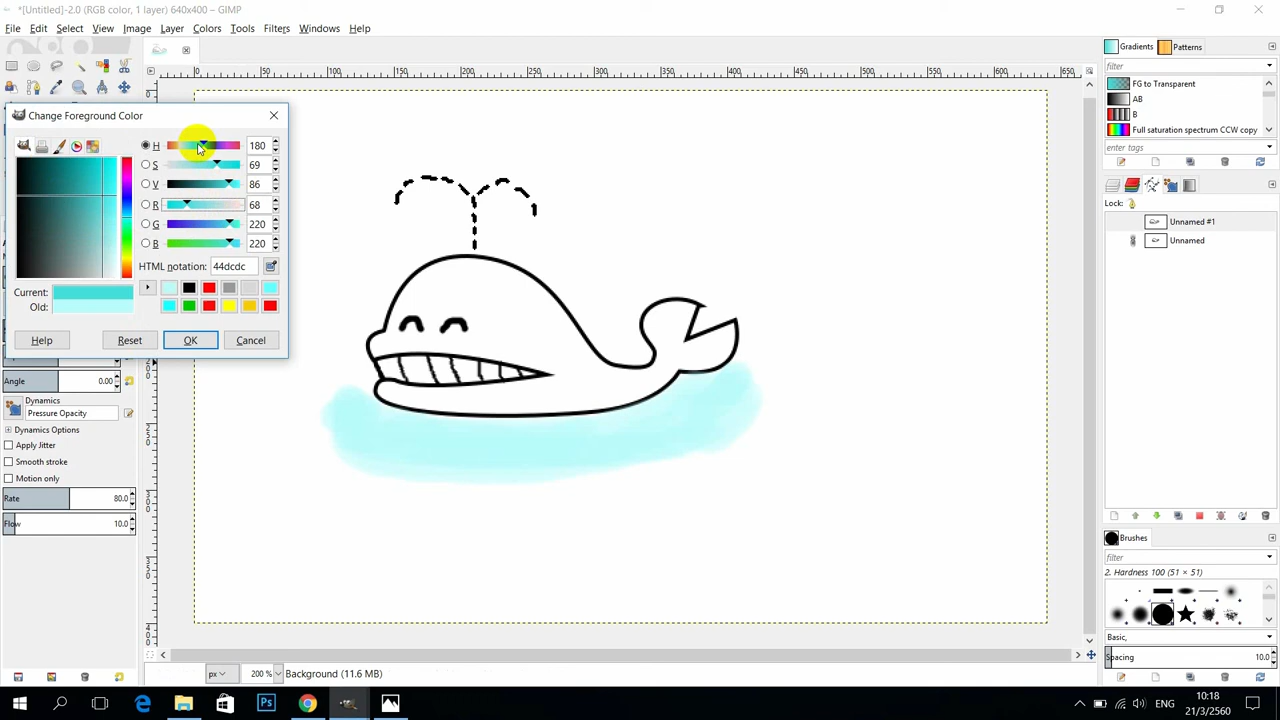 *[Untitled]-2.0 (RGB color, 1 layer) 640x400 – GIMP
File Edit Select View Image Layer Colors Tools Filters Windows Help
Gradients Patterns
filter
FG to Transparent
AB
B
Full saturation spectrum CCW copy
enter tags
Lock:
Unnamed #1
Unnamed
Change Foreground Color
H 180
S 69
V 86
R 68
G 220
B 220
HTML notation: 44dcdc
Current:
Old:
Help Reset OK Cancel
Angle 0.00
Dynamics
Pressure Opacity
Dynamics Options
Apply Jitter
Smooth stroke
Motion only
Rate 80.0
Flow 10.0
Brushes
filter
2. Hardness 100 (51 × 51)
Basic,
Spacing 10.0
px 200 % Background (11.6 MB)
ENG
10:18
21/3/2560